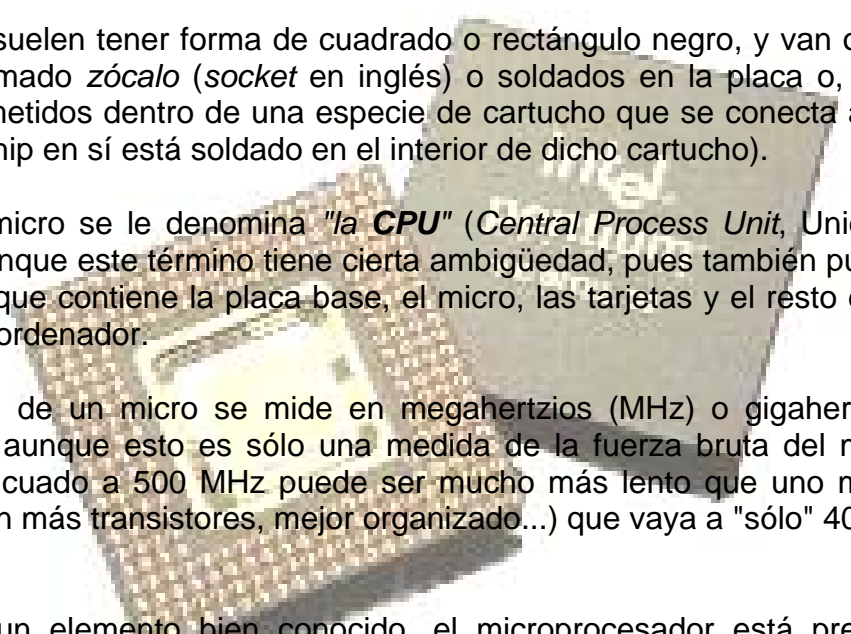 suelen tener forma de cuadrado o rectángulo negro, y van
mado zócalo (socket en inglés) o soldados en la placa o,
etidos dentro de una especie de cartucho que se conecta a
hip en sí está soldado en el interior de dicho cartucho).
micro se le denomina "la CPU" (Central Process Unit, Unid
nque este término tiene cierta ambigüedad, pues también pu
que contiene la placa base, el micro, las tarjetas y el resto
ordenador.
de un micro se mide en megahertzios (MHz) o gigaher
aunque esto es sólo una medida de la fuerza bruta del
cuado a 500 MHz puede ser mucho más lento que uno
n más transistores, mejor organizado...) que vaya a "sólo" 40
un elemento bien conocido, el microprocesador está pre
intel
pentium